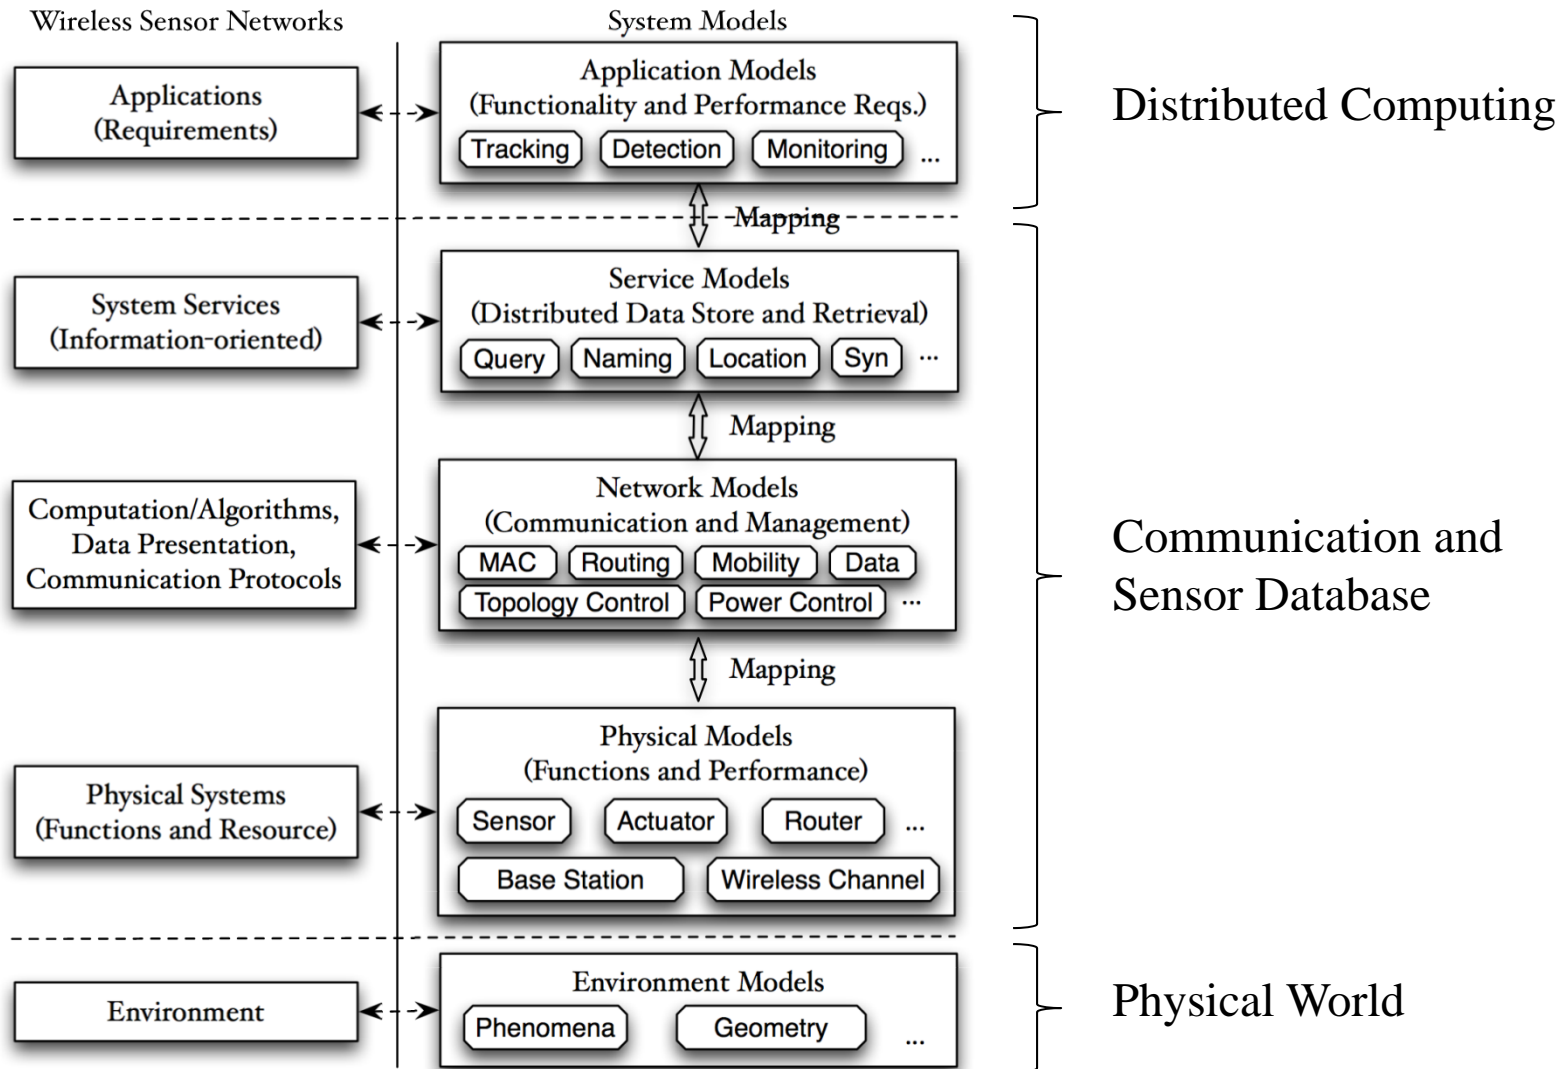 Wireless Sensor Networks
System Models
Applications
(Requirements)
Application Models
(Functionality and Performance Reqs.)
Tracking Detection Monitoring ...
Distributed Computing
Mapping
System Services
(Information-oriented)
Service Models
(Distributed Data Store and Retrieval)
Query Naming Location Syn ...
Mapping
Computation/Algorithms,
Data Presentation,
Communication Protocols
Network Models
(Communication and Management)
MAC Routing Mobility Data
Topology Control Power Control ...
Communication and
Sensor Database
Mapping
Physical Systems
(Functions and Resource)
Physical Models
(Functions and Performance)
Sensor Actuator Router ...
Base Station Wireless Channel
Environment
Environment Models
Phenomena Geometry ...
Physical World